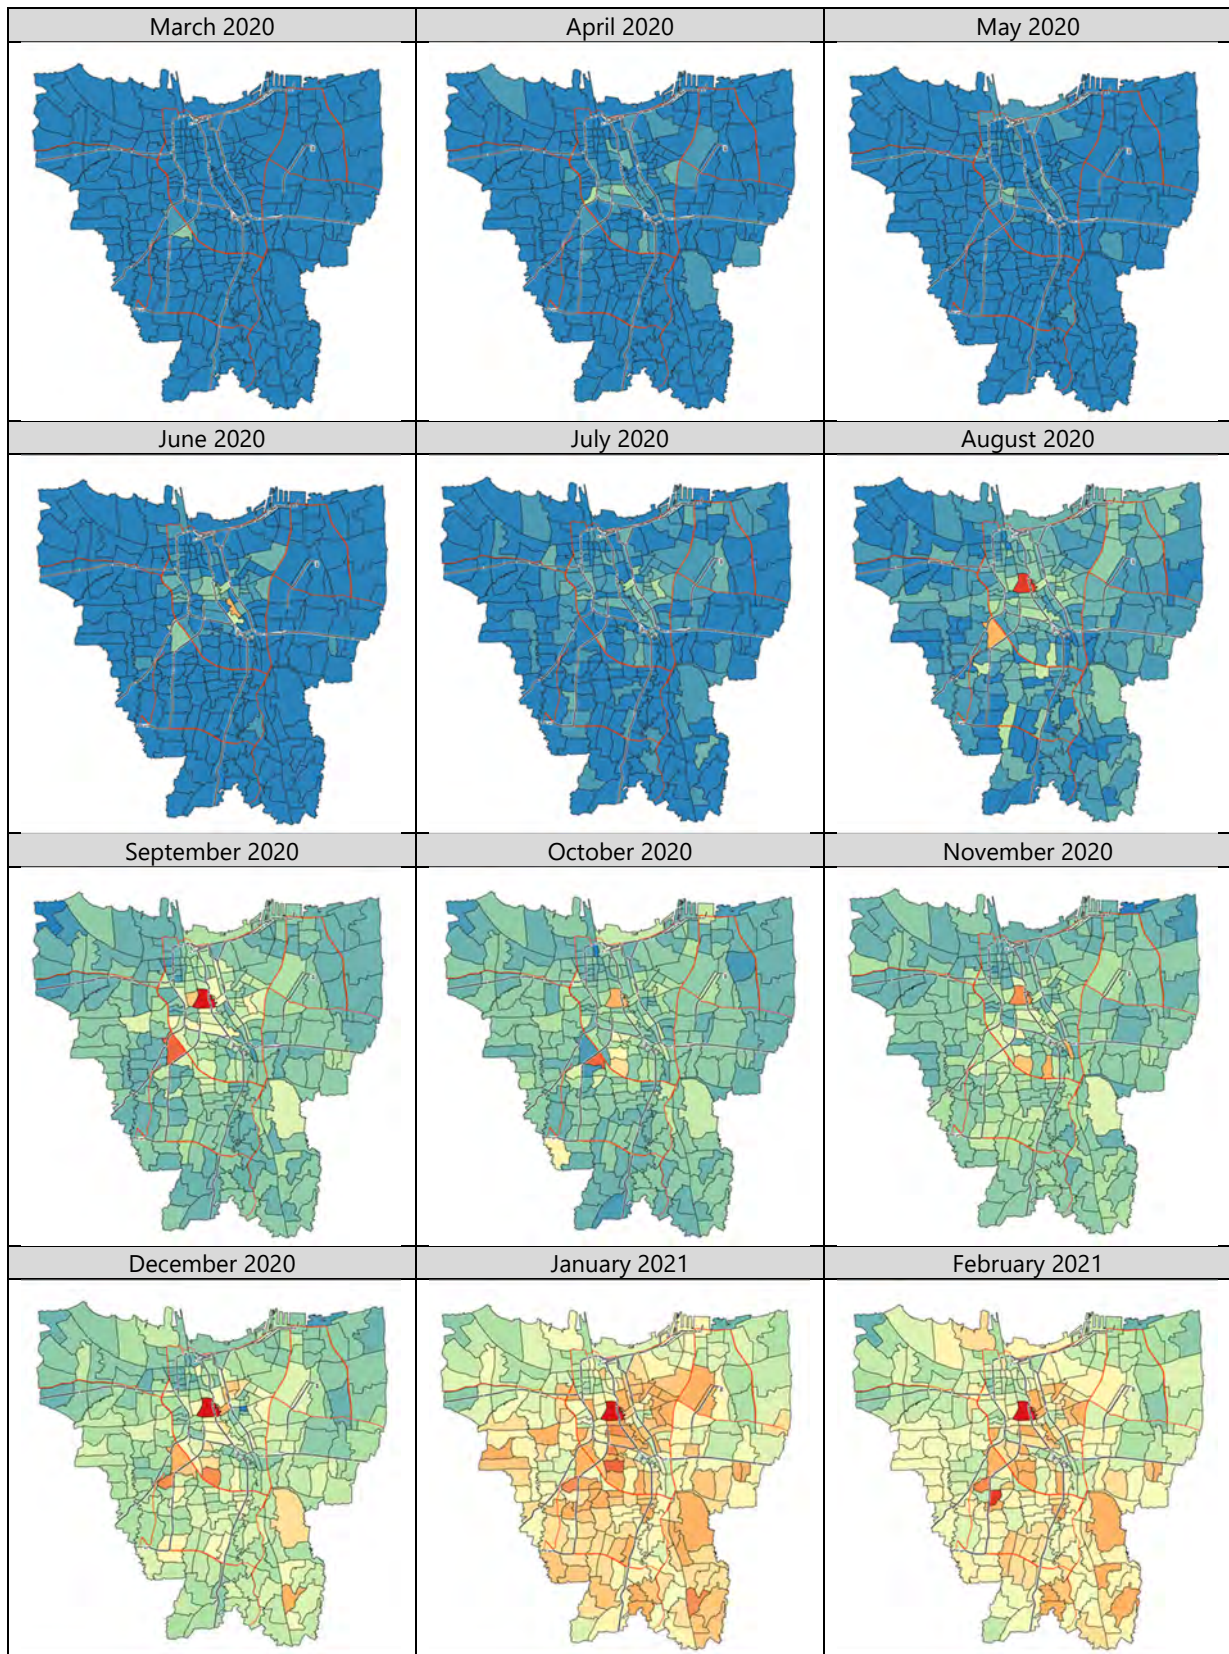 March 2020
April 2020
May 2020
June 2020
July 2020
August 2020
September 2020
October 2020
November 2020
December 2020
January 2021
February 2021